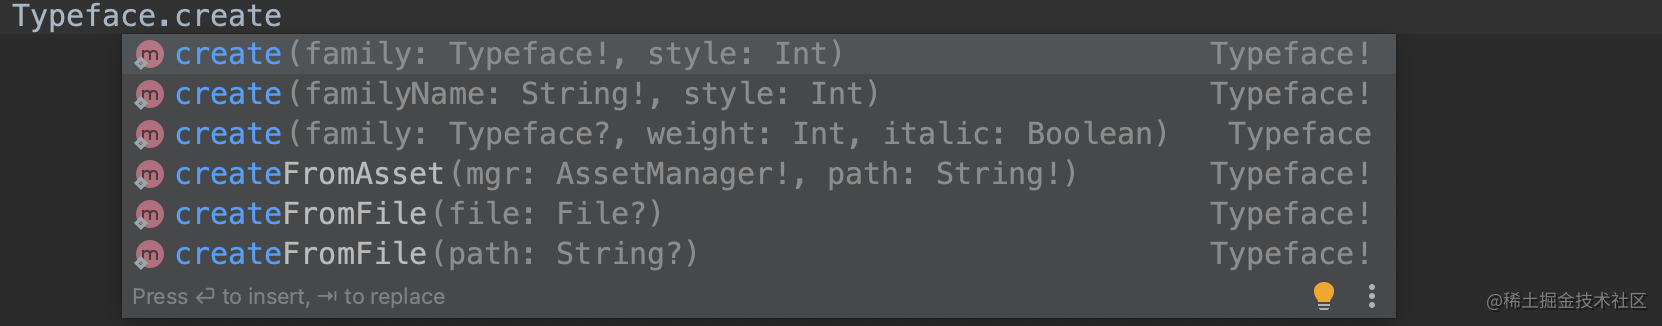 Typeface.create
create(family: Typeface!, style: Int) Typeface!
create(familyName: String!, style: Int) Typeface!
create(family: Typeface?, weight: Int, italic: Boolean) Typeface
createFromAsset(mgr: AssetManager!, path: String!) Typeface!
createFromFile(file: File?) Typeface!
createFromFile(path: String?) Typeface!
Press ↵ to insert, ⇥ to replace
@稀土掘金技术社区